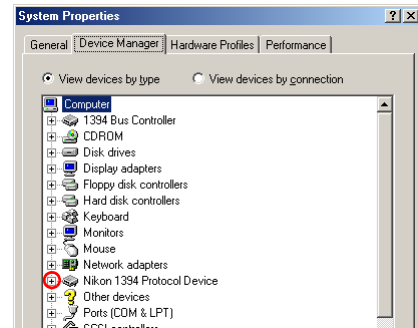 System Properties
General Device Manager Hardware Profiles Performance
View devices by type View devices by connection
Computer
1394 Bus Controller
CDROM
Disk drives
Display adapters
Floppy disk controllers
Hard disk controllers
Keyboard
Monitors
Mouse
Network adapters
Nikon 1394 Protocol Device
Other devices
Ports (COM & LPT)
SCSI controllers